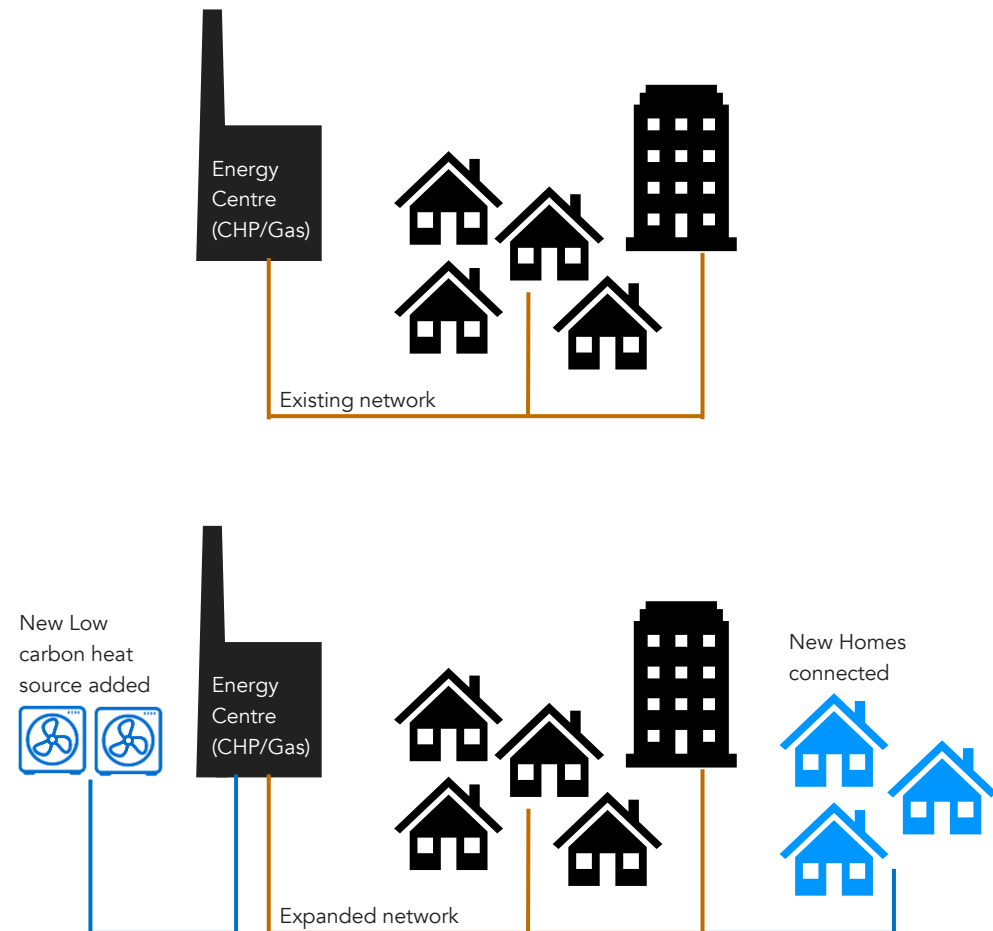 Energy
Centre
(CHP/Gas)
Existing network
New Low
carbon heat
source added
Energy
Centre
(CHP/Gas)
New Homes
connected
Expanded network